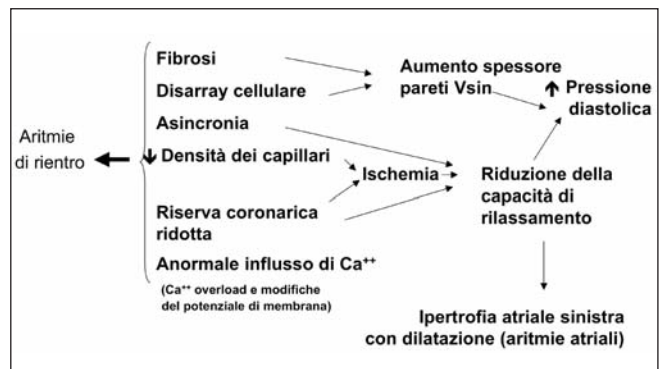 Fibrosi
Disarray cellulare
Asincronia
Densità dei capillari
Riserva coronarica
ridotta
Anormale influsso di Ca⁺⁺
(Ca⁺⁺ overload e modifiche
del potenziale di membrana)
Aritmie
di rientro
Ischemia
Aumento spessore
pareti Vsin
Pressione
diastolica
Riduzione della
capacità di
rilassamento
Ipertrofia atriale sinistra
con dilatazione (aritmie atriali)